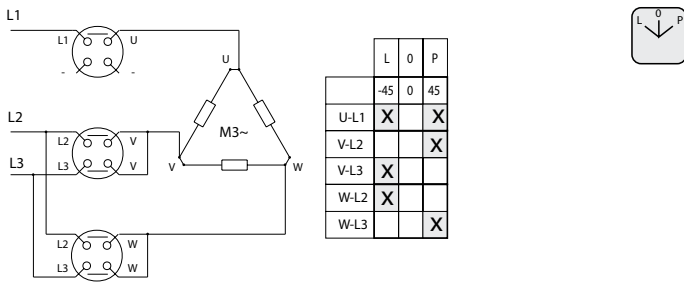 L1
L1 U
- -
U
L 0 P
L 0 P
-45 0 45
U-L1 X X
V-L2 X
V-L3 X
W-L2 X
W-L3 X
M3~
L2
L2 V
L3
L3 V
V W
L2 W
L3 W